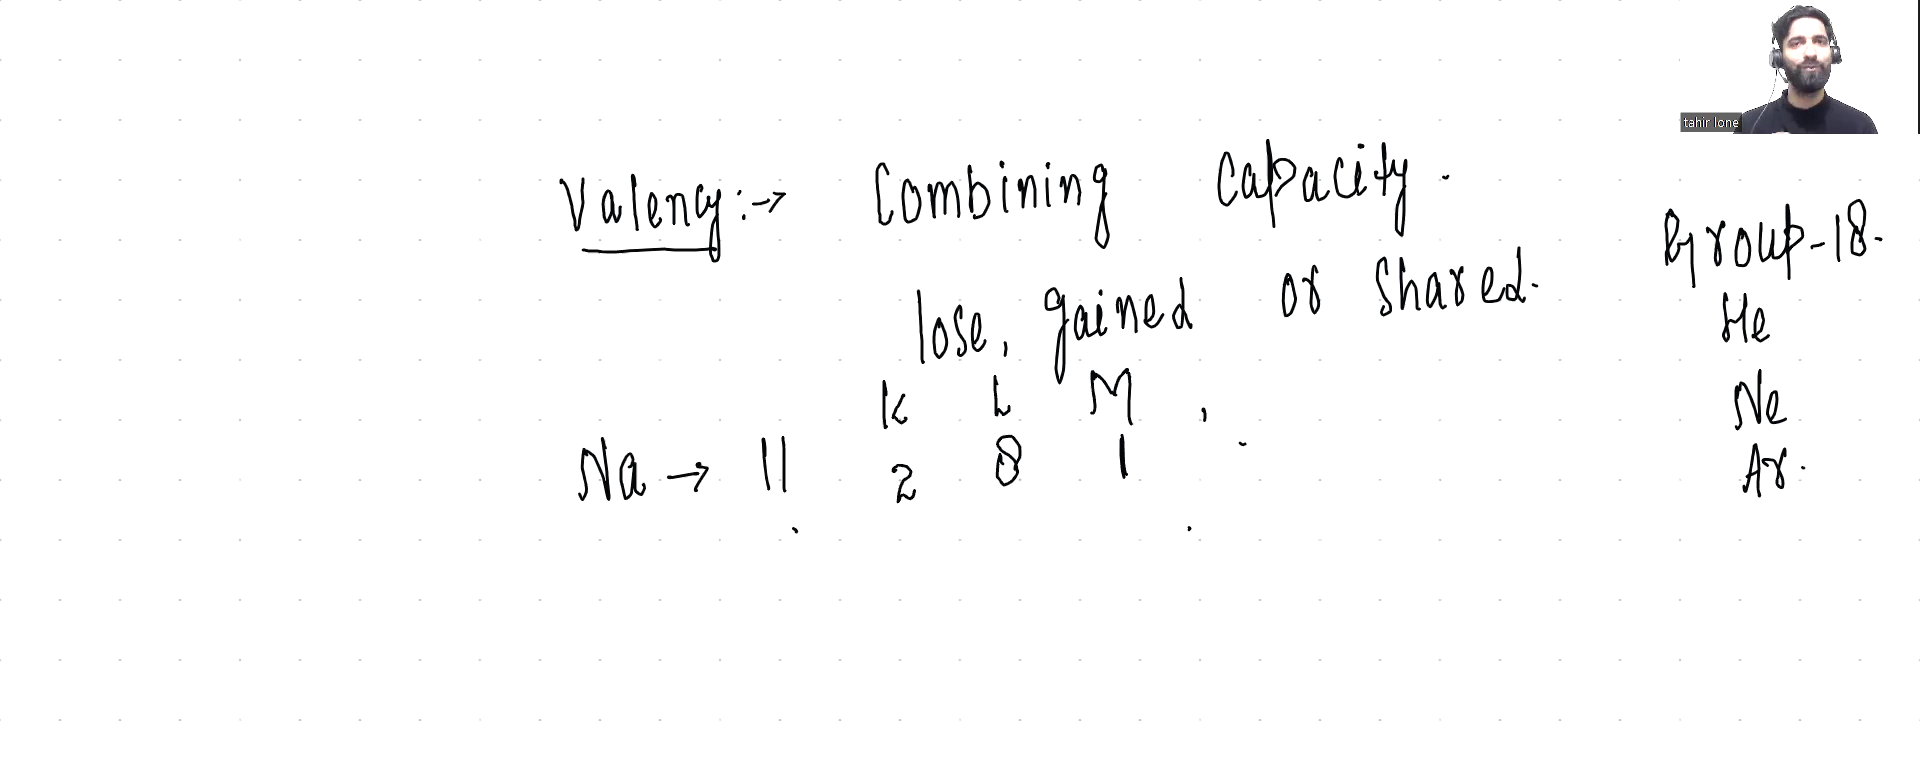 tahir lone
Valency:→ Combining Capacity.
lose, gained or Shared.
K L M,
Na → 11 2 8 1
Group-18.
He
Ne
Ar.